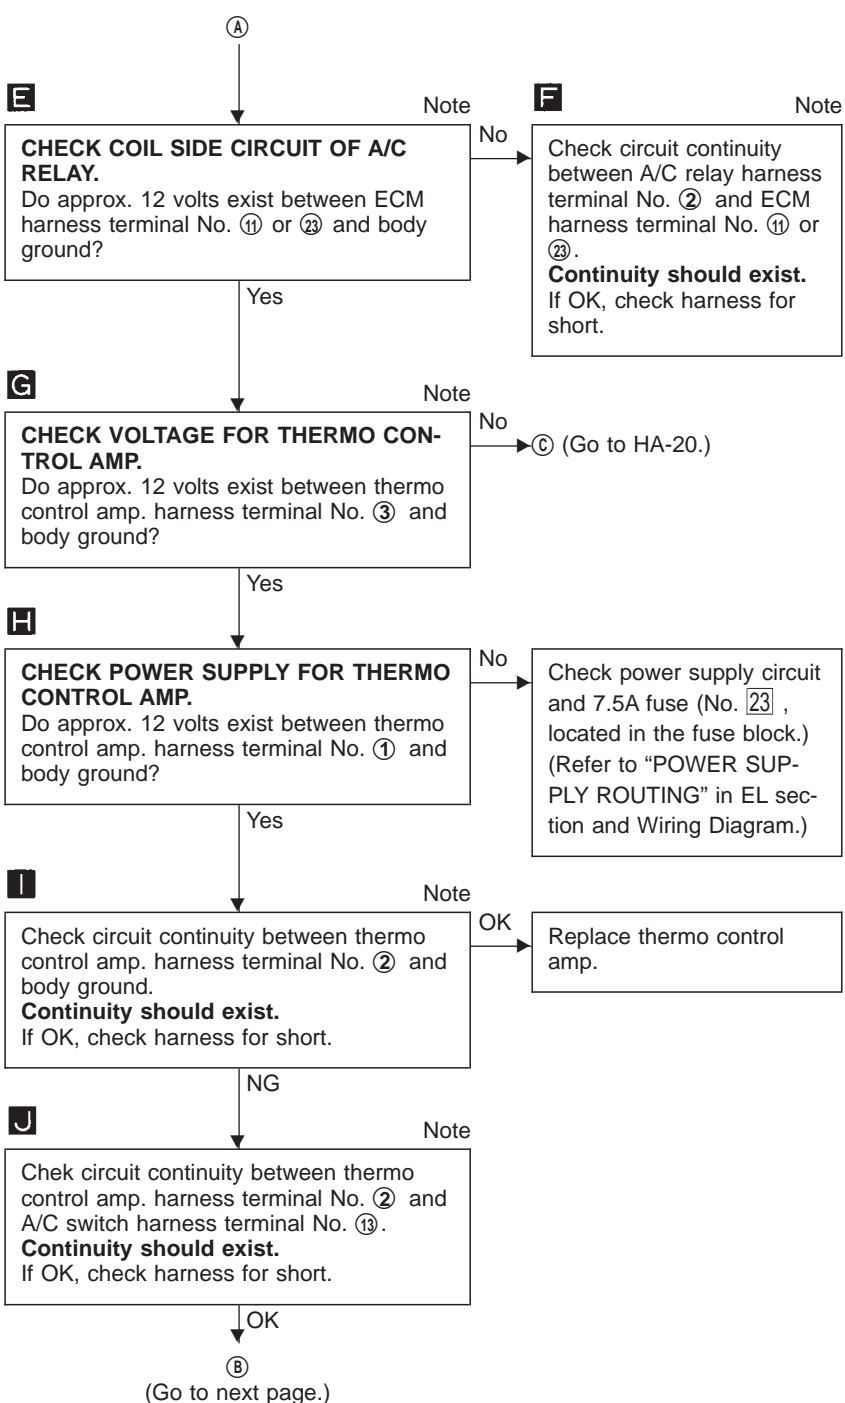 Ⓐ
E
Note
CHECK COIL SIDE CIRCUIT OF A/C
RELAY.
Do approx. 12 volts exist between ECM
harness terminal No. ⑪ or ㉓ and body
ground?
No
F
Note
Check circuit continuity
between A/C relay harness
terminal No. ② and ECM
harness terminal No. ⑪ or
㉓.
Continuity should exist.
If OK, check harness for
short.
Yes
G
Note
CHECK VOLTAGE FOR THERMO CON-
TROL AMP.
Do approx. 12 volts exist between thermo
control amp. harness terminal No. ③ and
body ground?
No
Ⓒ (Go to HA-20.)
Yes
H
CHECK POWER SUPPLY FOR THERMO
CONTROL AMP.
Do approx. 12 volts exist between thermo
control amp. harness terminal No. ① and
body ground?
No
Check power supply circuit
and 7.5A fuse (No. 23 ,
located in the fuse block.)
(Refer to “POWER SUP-
PLY ROUTING” in EL sec-
tion and Wiring Diagram.)
Yes
I
Note
Check circuit continuity between thermo
control amp. harness terminal No. ② and
body ground.
Continuity should exist.
If OK, check harness for short.
OK
Replace thermo control
amp.
NG
J
Note
Chek circuit continuity between thermo
control amp. harness terminal No. ② and
A/C switch harness terminal No. ⑬.
Continuity should exist.
If OK, check harness for short.
OK
Ⓑ
(Go to next page.)